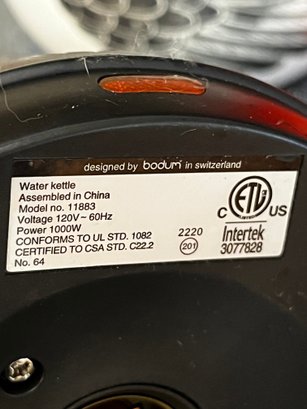 designed by bodum in switzerland
Water kettle
Assembled in China
Model no. 11883
Voltage 120V ~ 60Hz
Power 1000W
CONFORMS TO UL STD. 1082
CERTIFIED TO CSA STD. C22.2
No. 64
2220
201
ETL
C US
Intertek
3077828